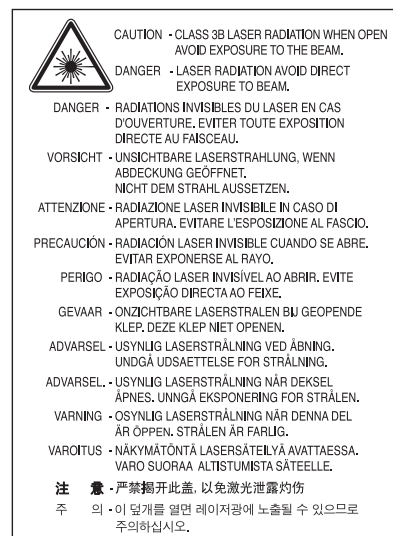 CAUTION - CLASS 3B LASER RADIATION WHEN OPEN
AVOID EXPOSURE TO THE BEAM.
DANGER - LASER RADIATION AVOID DIRECT
EXPOSURE TO BEAM.
DANGER - RADIATIONS INVISIBLES DU LASER EN CAS
D'OUVERTURE. EVITER TOUTE EXPOSITION
DIRECTE AU FAISCEAU.
VORSICHT - UNSICHTBARE LASERSTRAHLUNG, WENN
ABDECKUNG GEÖFFNET.
NICHT DEM STRAHL AUSSETZEN.
ATTENZIONE - RADIAZIONE LASER INVISIBILE IN CASO DI
APERTURA. EVITARE L'ESPOSIZIONE AL FASCIO.
PRECAUCIÓN - RADIACIÓN LASER INVISIBLE CUANDO SE ABRE.
EVITAR EXPONERSE AL RAYO.
PERIGO - RADIAÇÃO LASER INVISÍVEL AO ABRIR. EVITE
EXPOSIÇÃO DIRECTA AO FEIXE.
GEVAAR - ONZICHTBARE LASERSTRALEN BIJ GEOPENDE
KLEP. DEZE KLEP NIET OPENEN.
ADVARSEL - USYNLIG LASERSTRÅLNING VED ÅBNING.
UNDGÅ UDSAETTELSE FOR STRÅLNING.
ADVARSEL. - USYNLIG LASERSTRÅLNING NÅR DEKSEL
ÅPNES. UNNGÅ EKSPONERING FOR STRÅLEN.
VARNING - OSYNLIG LASERSTRÅLNING NÄR DENNA DEL
ÄR ÖPPEN. STRÅLEN ÄR FARLIG.
VAROITUS - NÄKYMÄTÖNTÄ LASERSÄTEILYÄ AVATTAESSA.
VARO SUORAA ALTISTUMISTA SÄTEELLE.
注 意 - 严禁揭开此盖, 以免激光泄露灼伤
주 의 - 이 덮개를 열면 레이저광에 노출될 수 있으므로
주의하십시오.